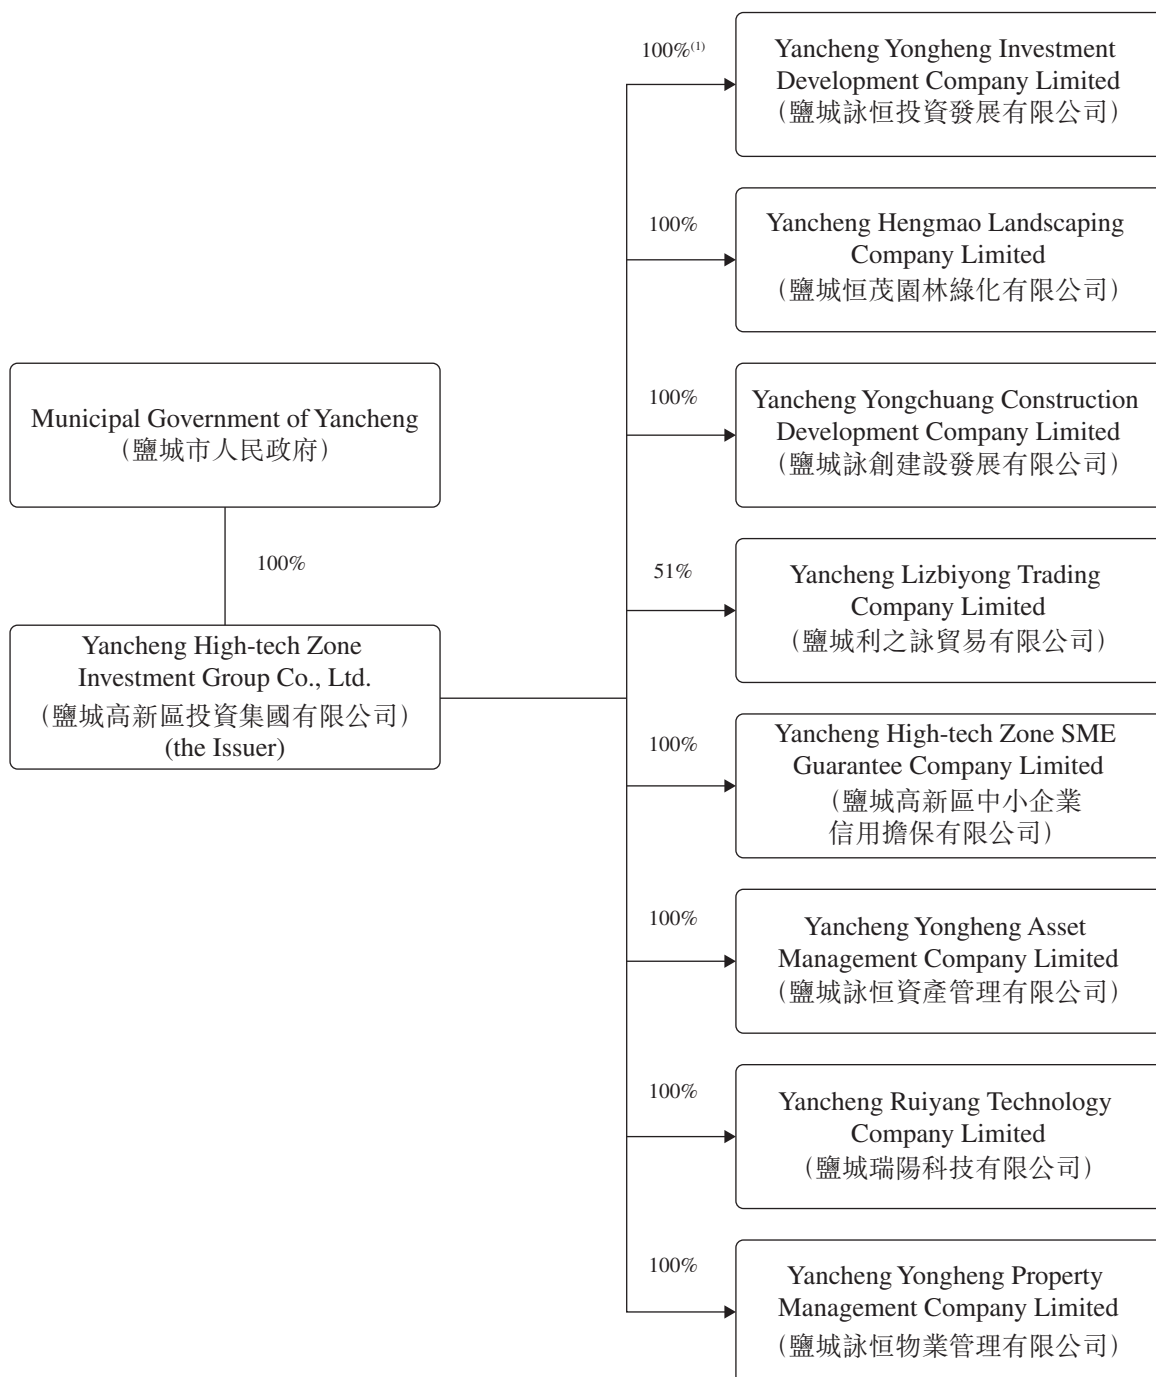 100%(1)
Yancheng Yongheng Investment
Development Company Limited
（鹽城詠恒投資發展有限公司）
100%
Yancheng Hengmao Landscaping
Company Limited
（鹽城恒茂園林綠化有限公司）
Municipal Government of Yancheng
（鹽城市人民政府）
100%
Yancheng Yongchuang Construction
Development Company Limited
（鹽城詠創建設發展有限公司）
100%
51%
Yancheng Lizbiyong Trading
Company Limited
（鹽城利之詠貿易有限公司）
Yancheng High-tech Zone
Investment Group Co., Ltd.
（鹽城高新區投資集國有限公司）
(the Issuer)
100%
Yancheng High-tech Zone SME
Guarantee Company Limited
（鹽城高新區中小企業
信用擔保有限公司）
100%
Yancheng Yongheng Asset
Management Company Limited
（鹽城詠恒資產管理有限公司）
100%
Yancheng Ruiyang Technology
Company Limited
（鹽城瑞陽科技有限公司）
100%
Yancheng Yongheng Property
Management Company Limited
（鹽城詠恒物業管理有限公司）